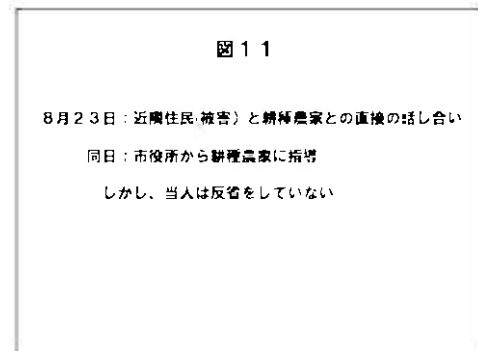 図11
8月23日：近隣住民(被害）と耕種農家との直接の話し合い
同日：市役所から耕種農家に指導
しかし、当人は反省をしていない